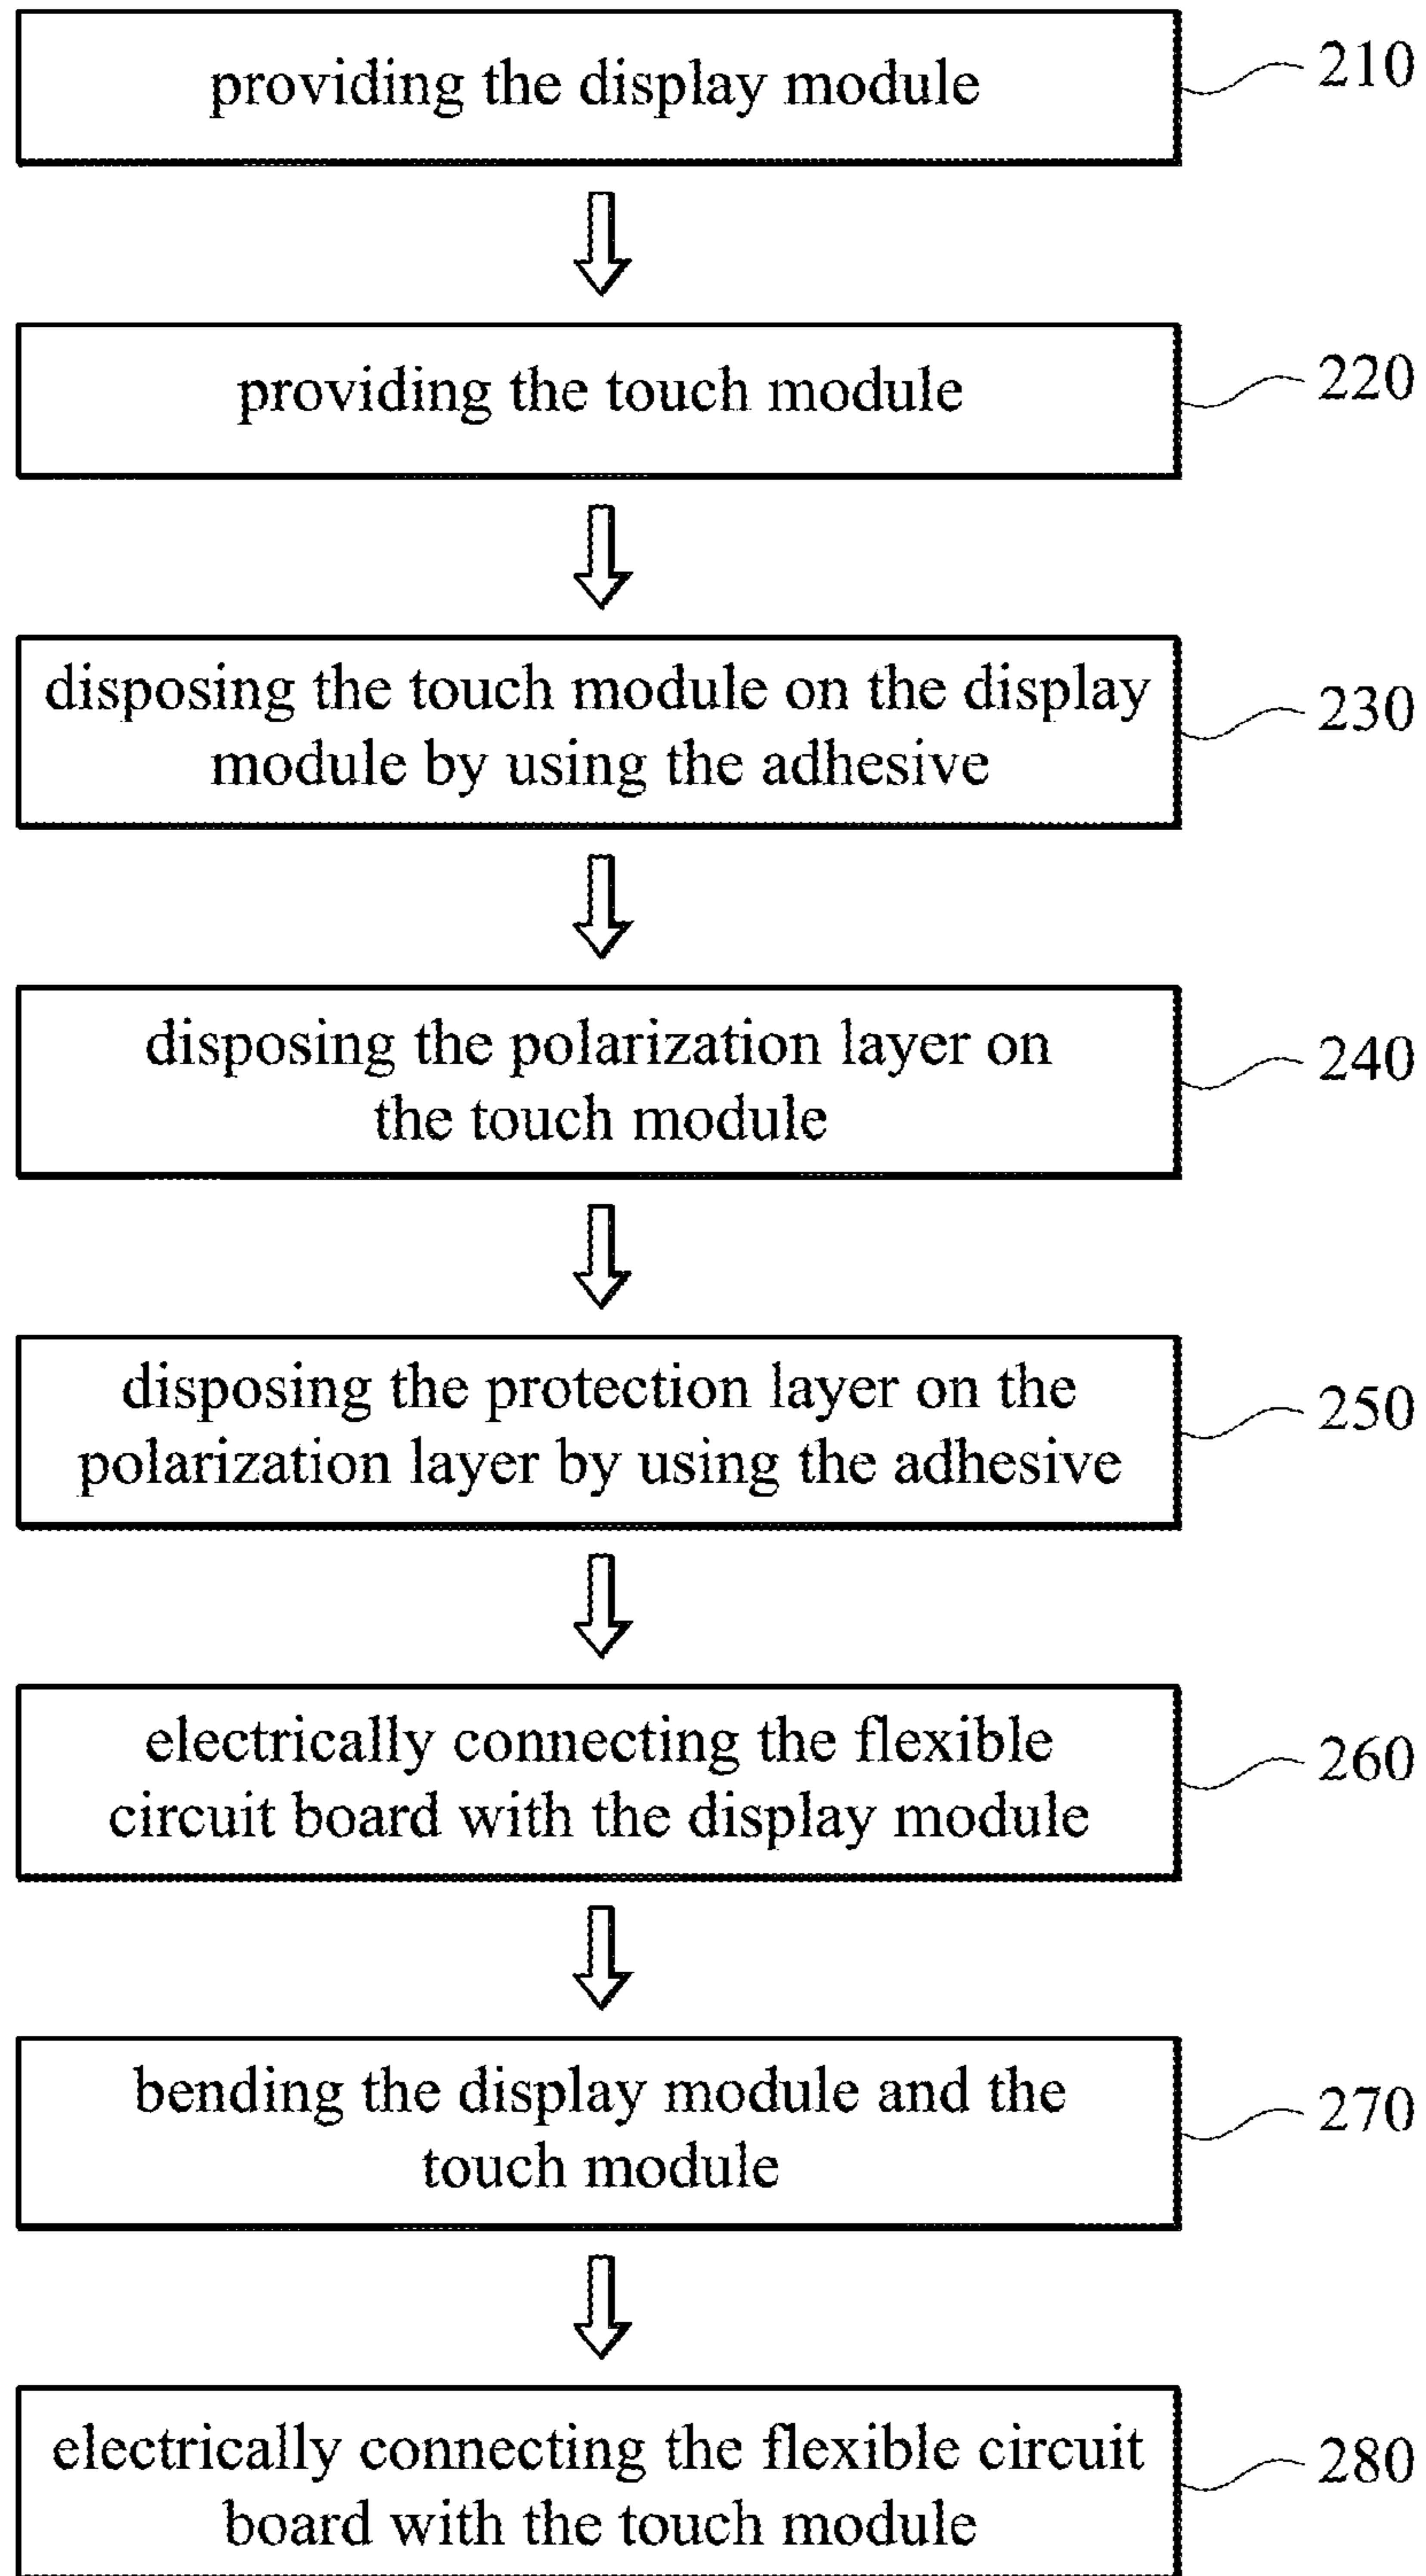 providing the display module
210
providing the touch module
220
disposing the touch module on the display
module by using the adhesive
230
disposing the polarization layer on
the touch module
240
disposing the protection layer on the
polarization layer by using the adhesive
250
electrically connecting the flexible
circuit board with the display module
260
bending the display module and the
touch module
270
electrically connecting the flexible circuit
board with the touch module
280